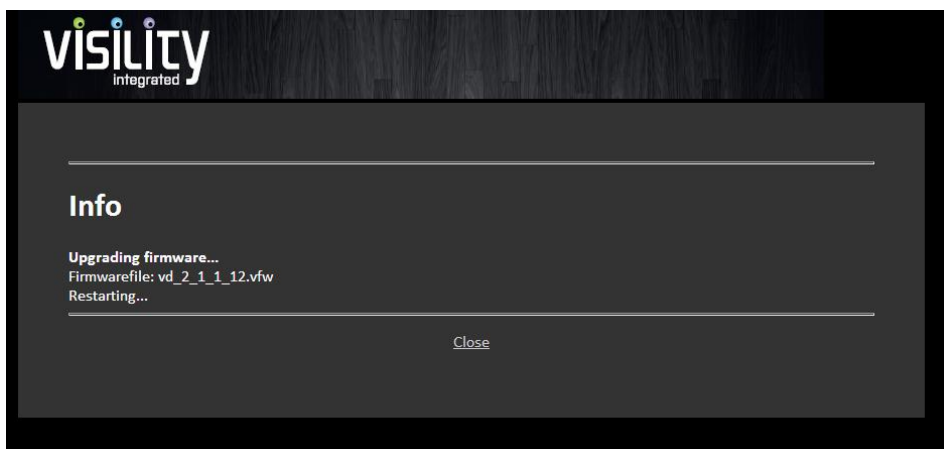 visility
integrated
Info
Upgrading firmware...
Firmwarefile: vd_2_1_1_12.vfw
Restarting...
Close